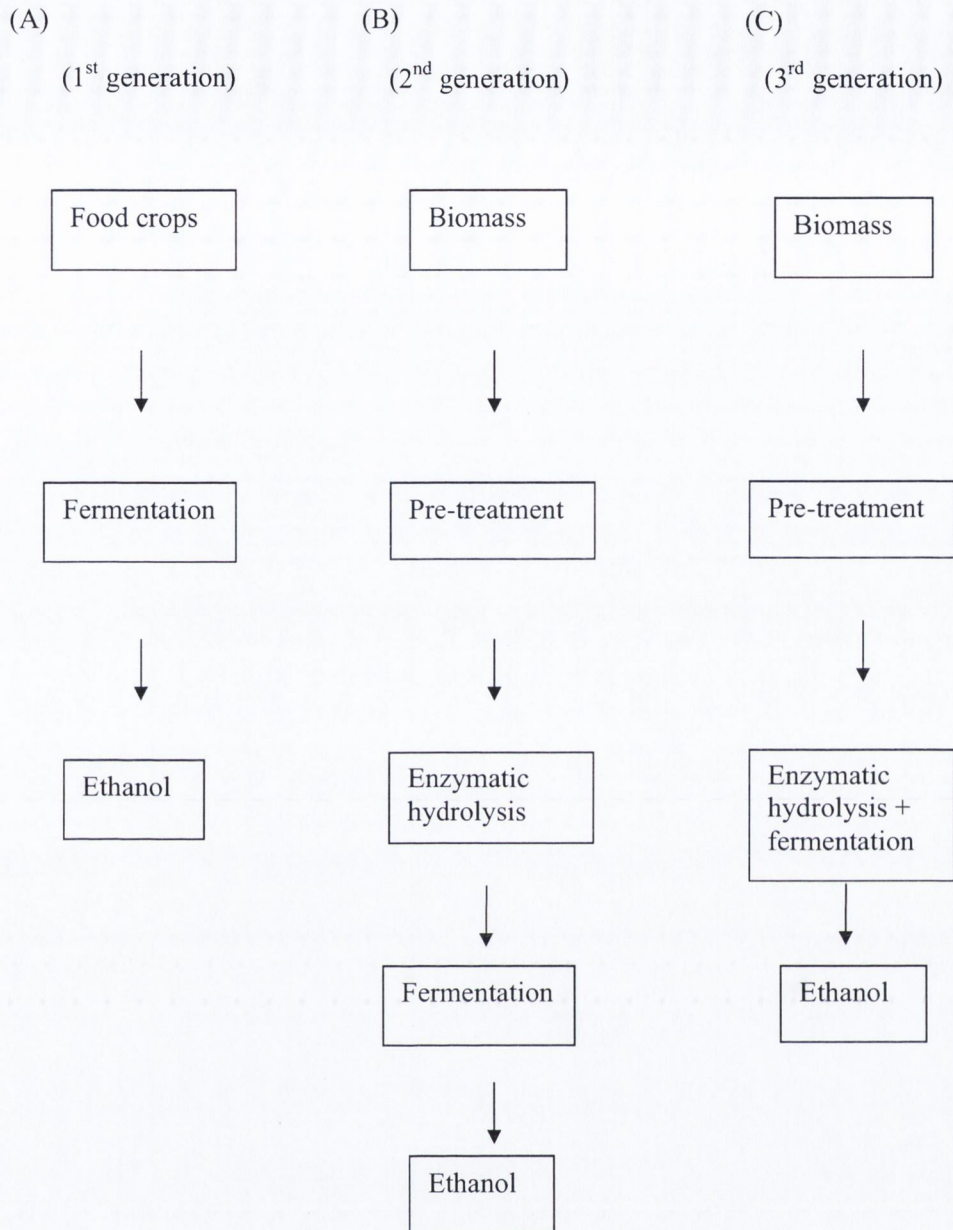 (A)
(1st generation)
Food crops
Fermentation
Ethanol
(B)
(2nd generation)
Biomass
Pre-treatment
Enzymatic
hydrolysis
Fermentation
Ethanol
(C)
(3rd generation)
Biomass
Pre-treatment
Enzymatic
hydrolysis +
fermentation
Ethanol